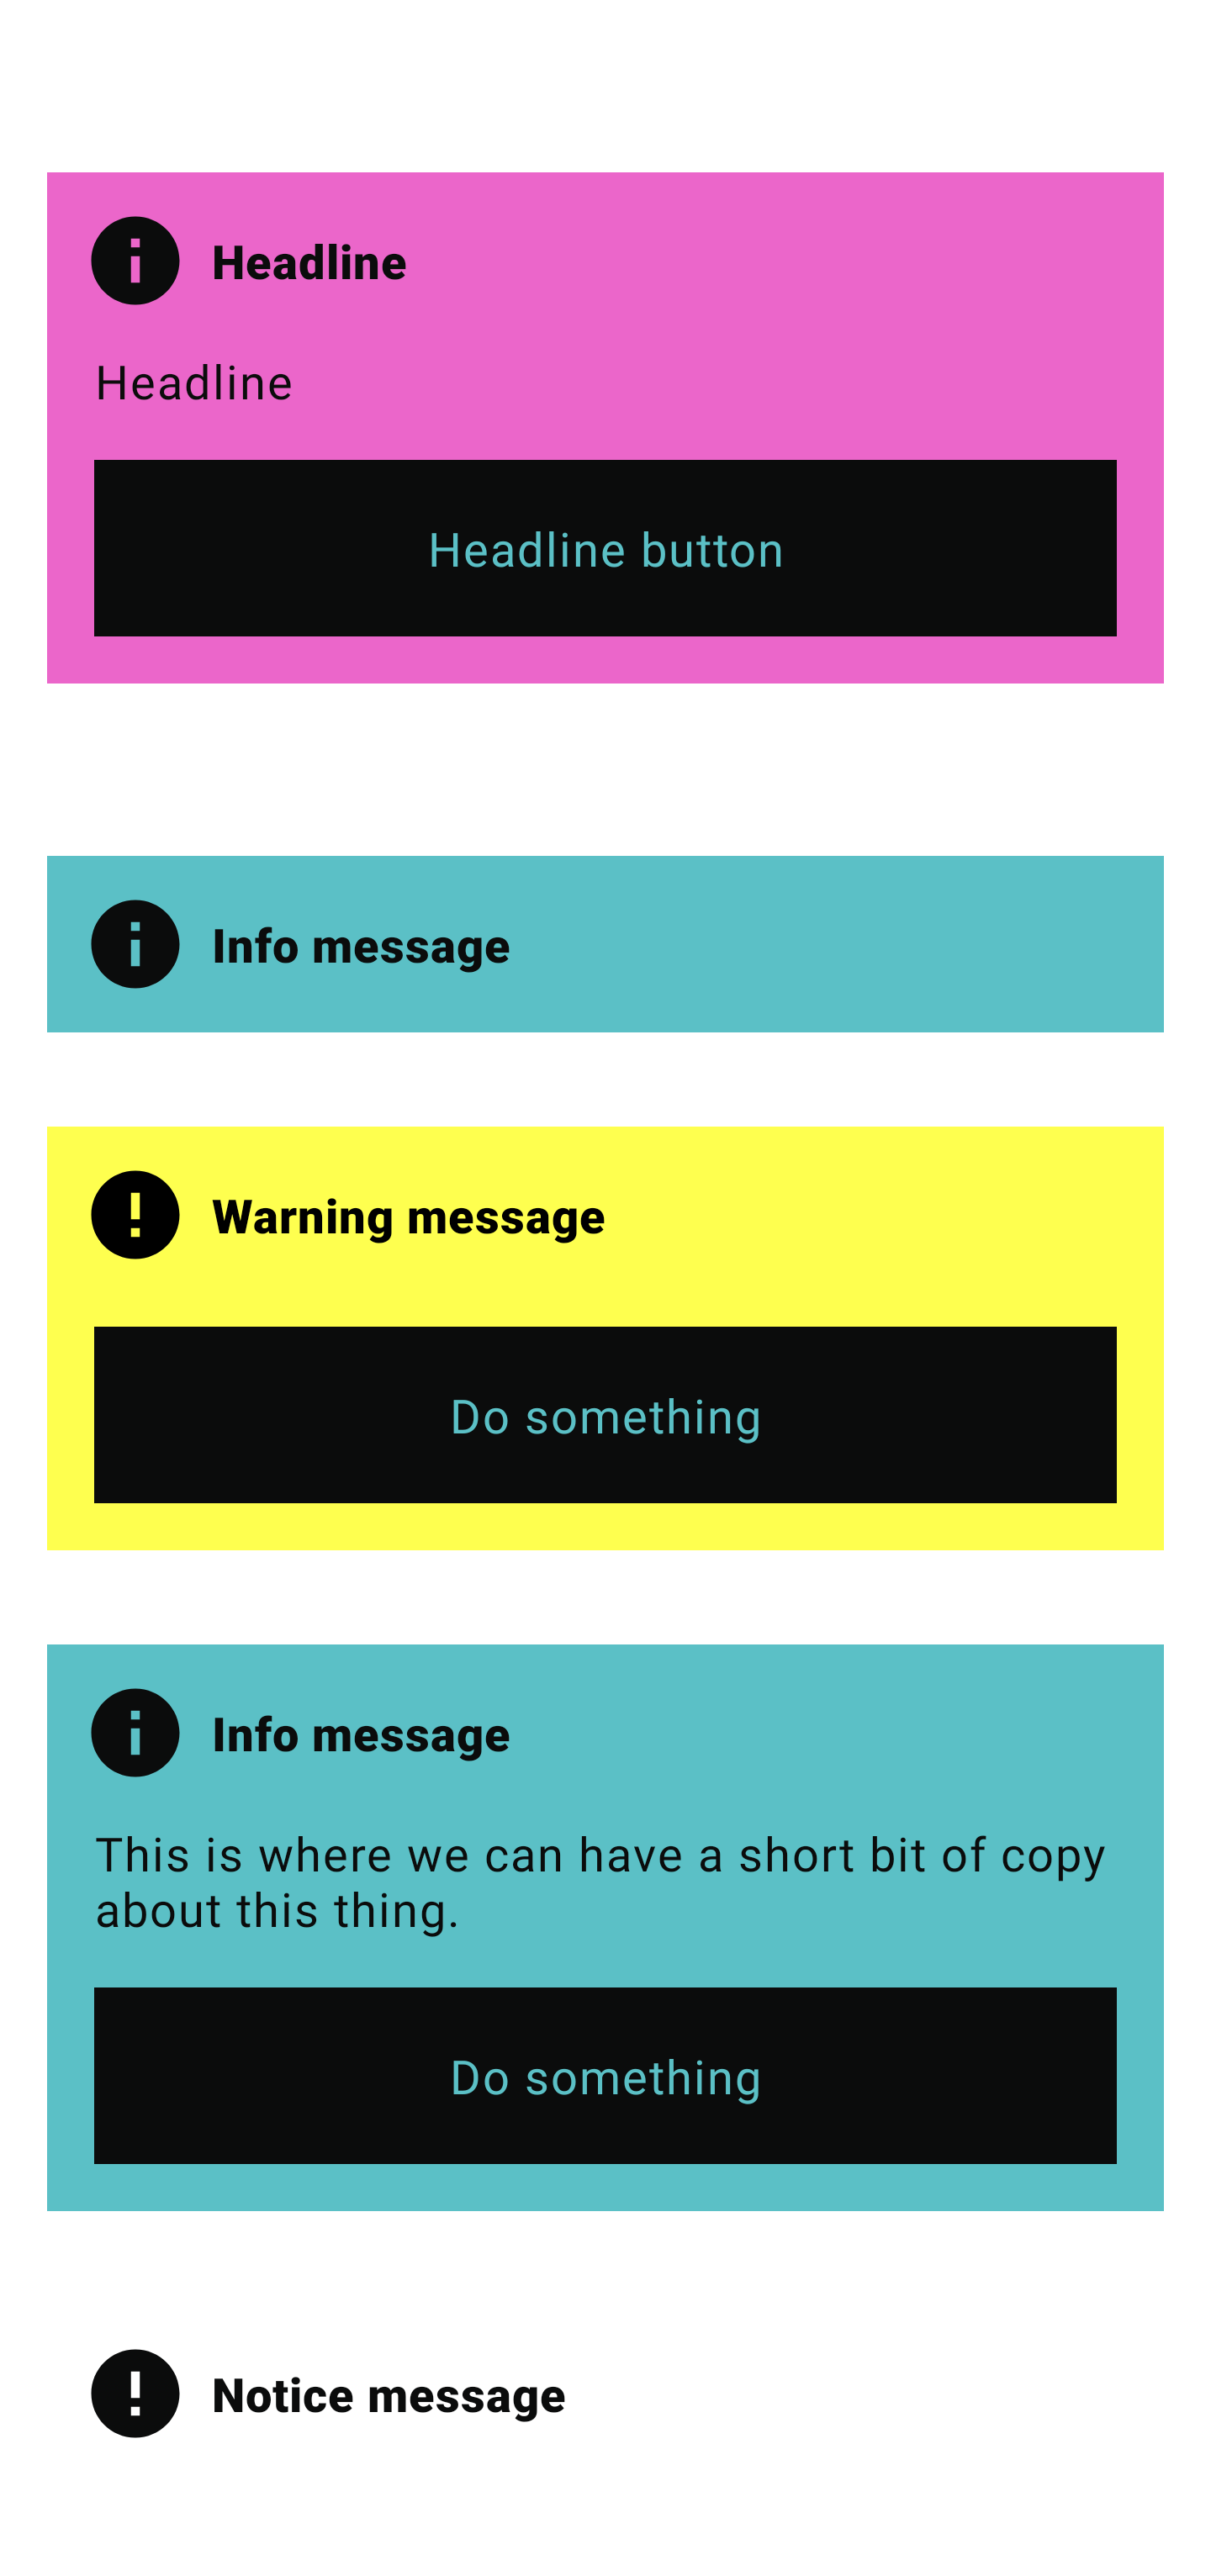 Headline
Headline
Headline button
Info message
Warning message
Do something
Info message
This is where we can have a short bit of copy
about this thing.
Do something
Notice message